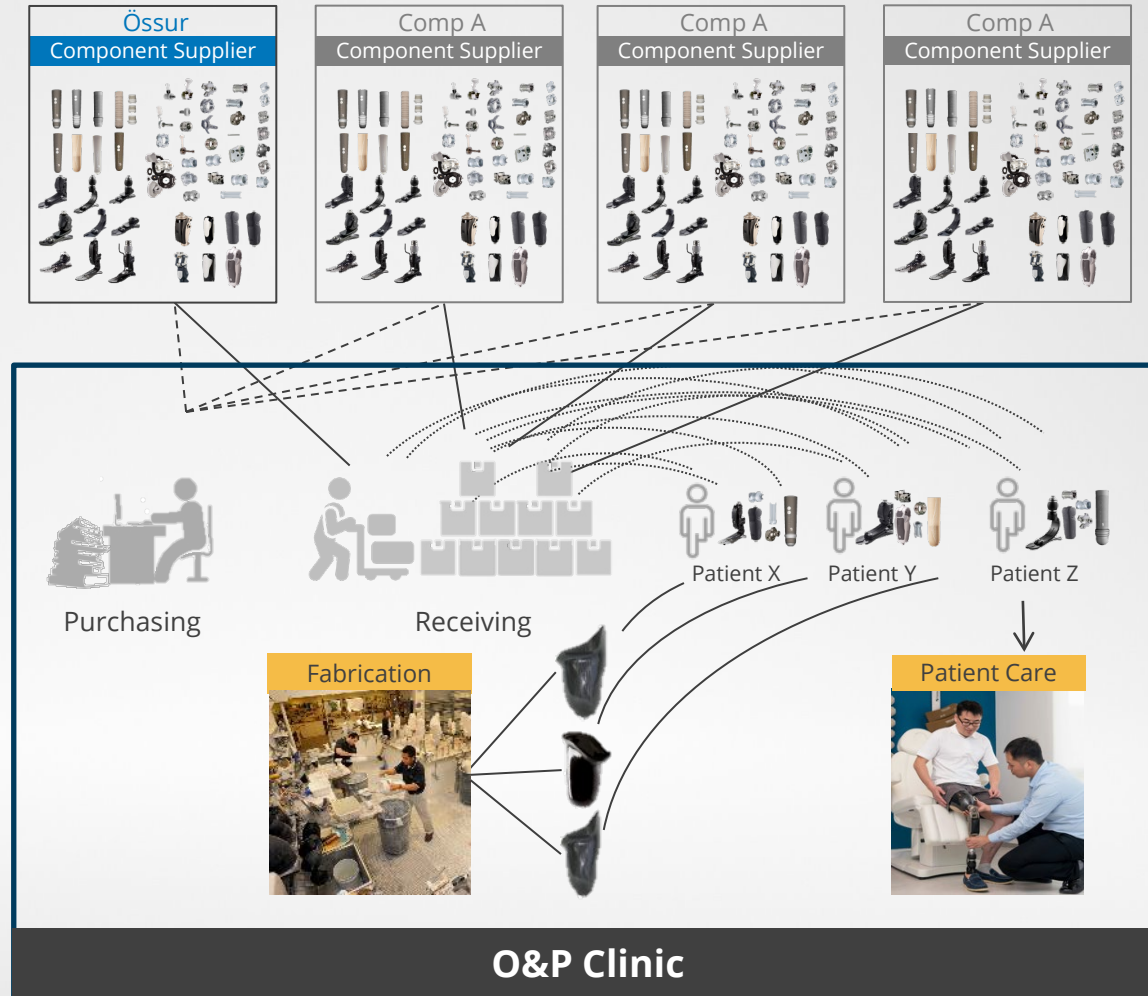 Össur
Component Supplier
Comp A
Component Supplier
Comp A
Component Supplier
Comp A
Component Supplier
Purchasing
Receiving
Patient X
Patient Y
Patient Z
Fabrication
Patient Care
O&P Clinic